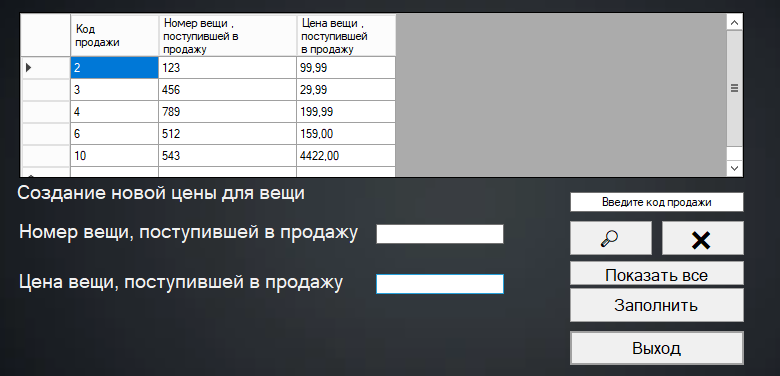 Код продажи
Номер вещи , поступившей в продажу
Цена вещи , поступившей в продажу
2 123 99,99
3 456 29,99
4 789 199,99
6 512 159,00
10 543 4422,00
Создание новой цены для вещи
Введите код продажи
Номер вещи, поступившей в продажу
Показать все
Цена вещи, поступившей в продажу
Заполнить
Выход